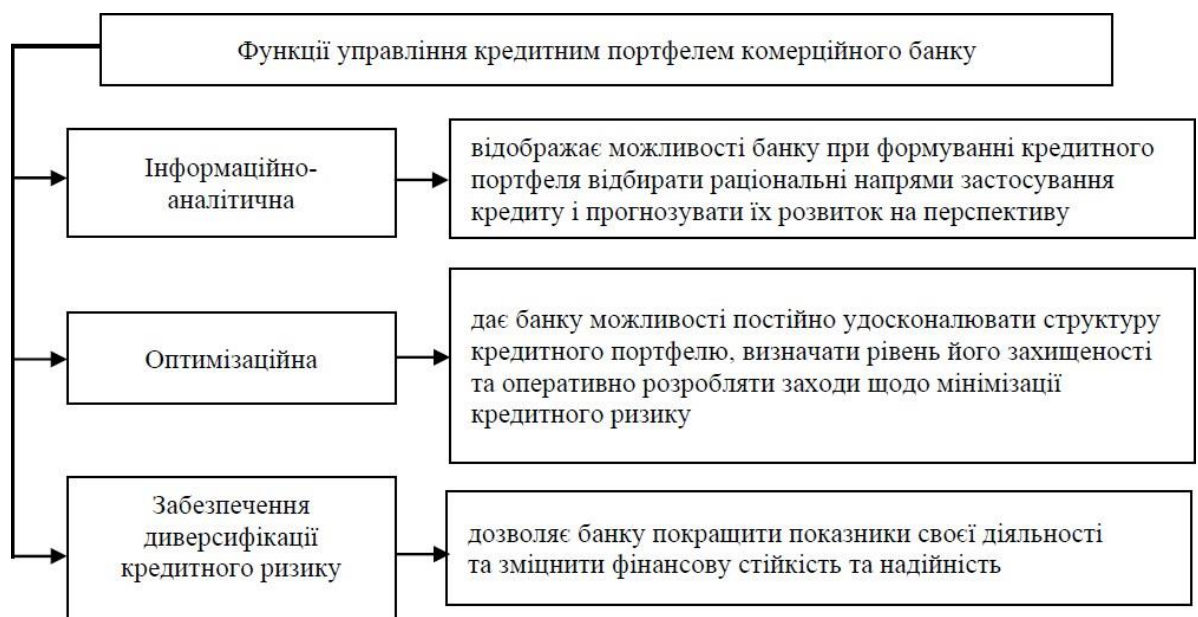 Функції управління кредитним портфелем комерційного банку
Інформаційно-
аналітична
відображає можливості банку при формуванні кредитного
портфеля відбирати раціональні напрями застосування
кредиту і прогнозувати їх розвиток на перспективу
Оптимізаційна
дає банку можливості постійно удосконалювати структуру
кредитного портфелю, визначати рівень його захищеності
та оперативно розробляти заходи щодо мінімізації
кредитного ризику
Забезпечення
диверсифікації
кредитного ризику
дозволяє банку покращити показники своєї діяльності
та зміцнити фінансову стійкість та надійність